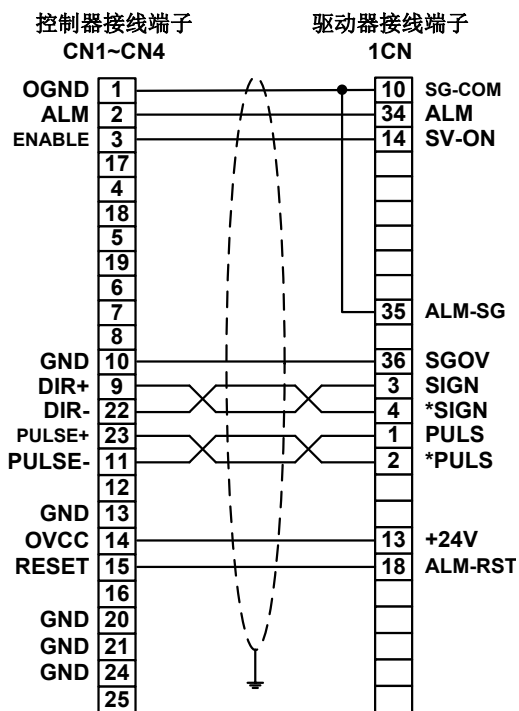 控制器接线端子 驱动器接线端子
CN1~CN4 1CN
OGND 1 10 SG-COM
ALM 2 34 ALM
ENABLE 3 14 SV-ON
17
4
18
5
19
6
7 35 ALM-SG
8
GND 10 36 SGOV
DIR+ 9 3 SIGN
DIR- 22 4 *SIGN
PULSE+ 23 1 PULS
PULSE- 11 2 *PULS
12
GND 13
OVCC 14 13 +24V
RESET 15 18 ALM-RST
16
GND 20
GND 21
GND 24
25